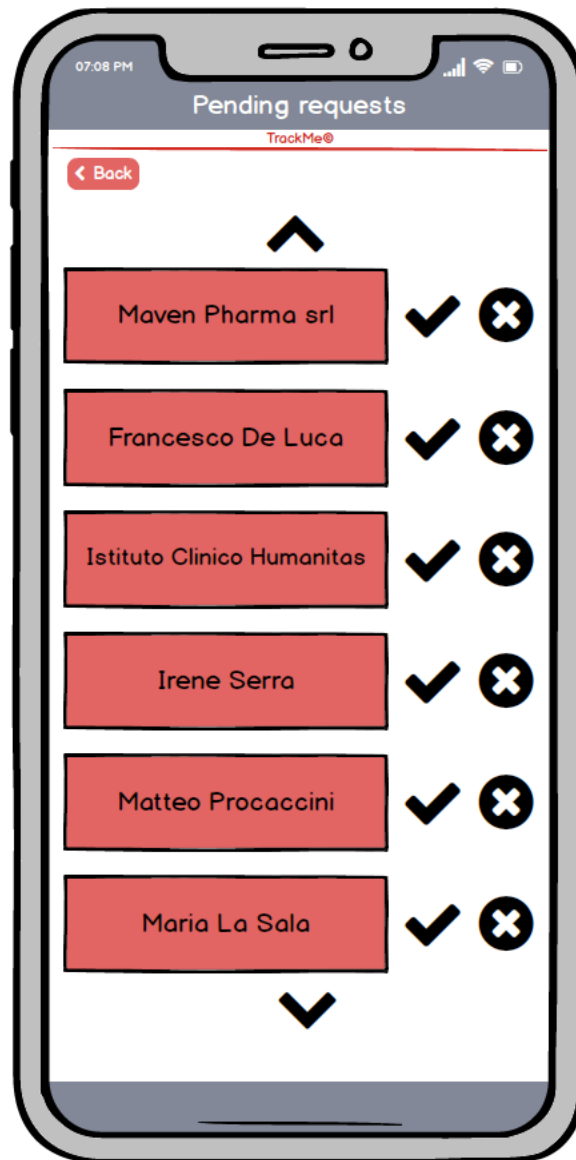 07:08 PM
Pending requests
TrackMe©
Back
Maven Pharma srl
Francesco De Luca
Istituto Clinico Humanitas
Irene Serra
Matteo Procaccini
Maria La Sala